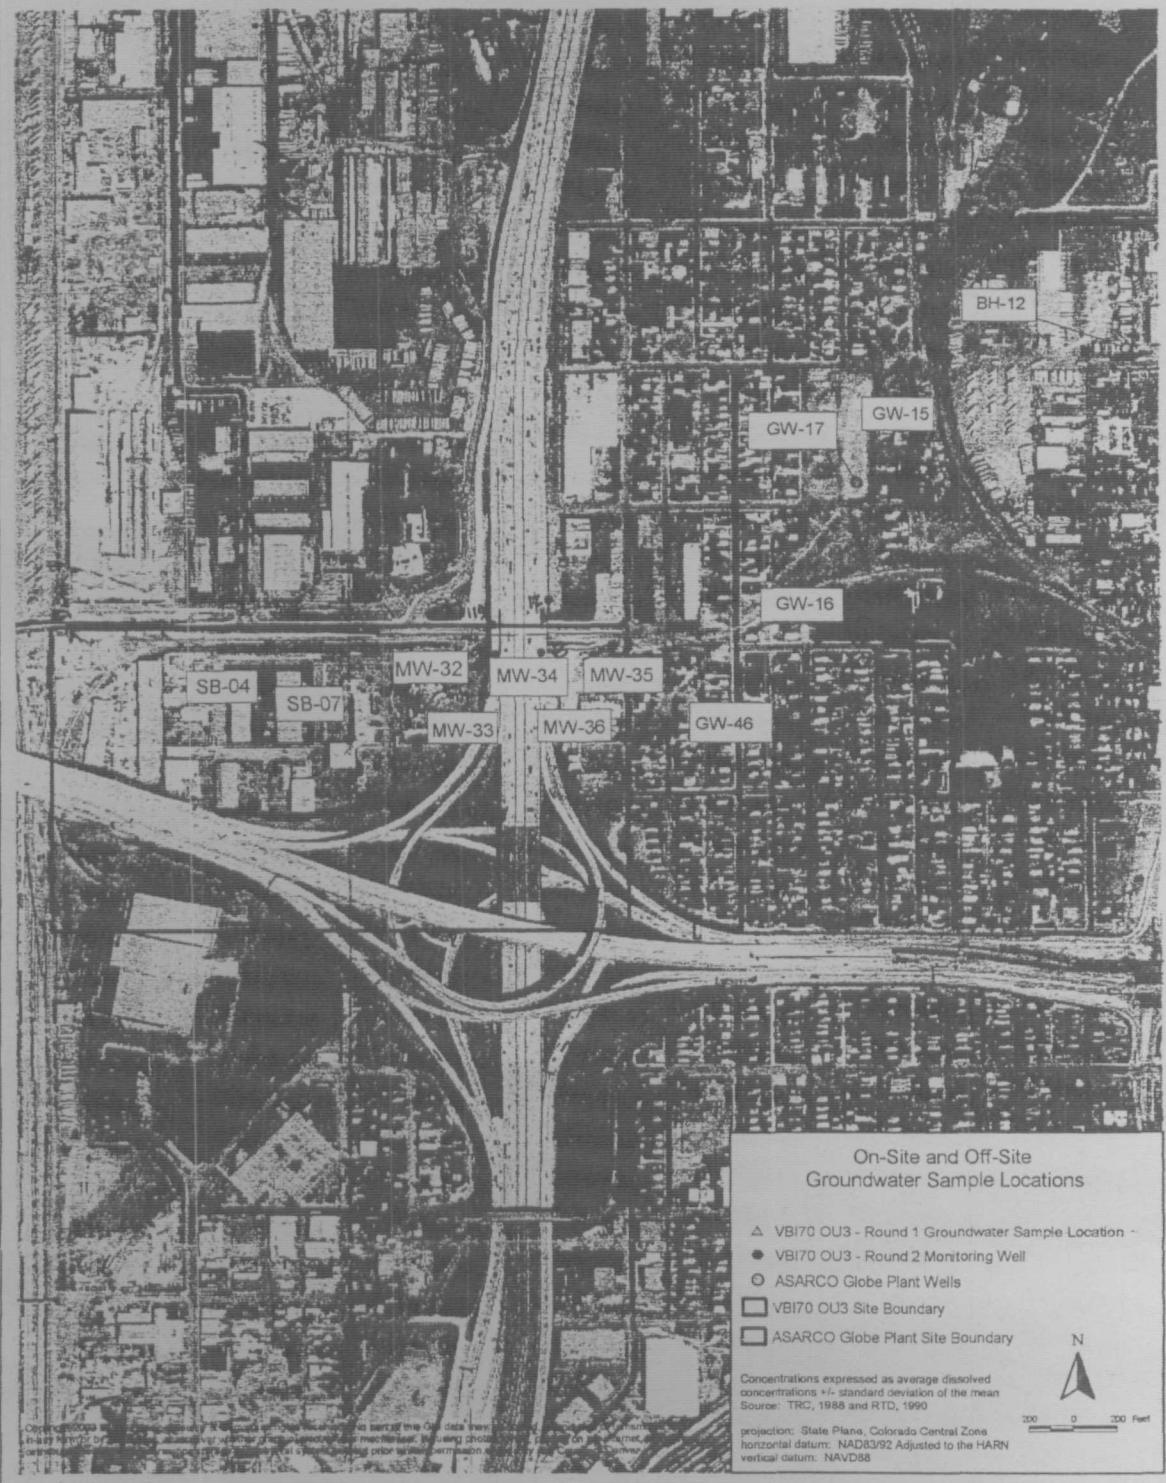 BH-12
GW-15
GW-17
GW-16
MW-32
MW-34
MW-35
SB-04
SB-07
MW-33
MW-36
GW-46
On-Site and Off-Site
Groundwater Sample Locations
VBI70 OU3 - Round 1 Groundwater Sample Location
VBI70 OU3 - Round 2 Monitoring Well
ASARCO Globe Plant Wells
VBI70 OU3 Site Boundary
ASARCO Globe Plant Site Boundary
N
Concentrations expressed as average dissolved
concentrations +/- standard deviation of the mean
Source: TRC, 1988 and RTD, 1990
200 0 200 Feet
projection: State Plane, Colorado Central Zone
horizontal datum: NAD83/92 Adjusted to the HARN
vertical datum: NAVD88